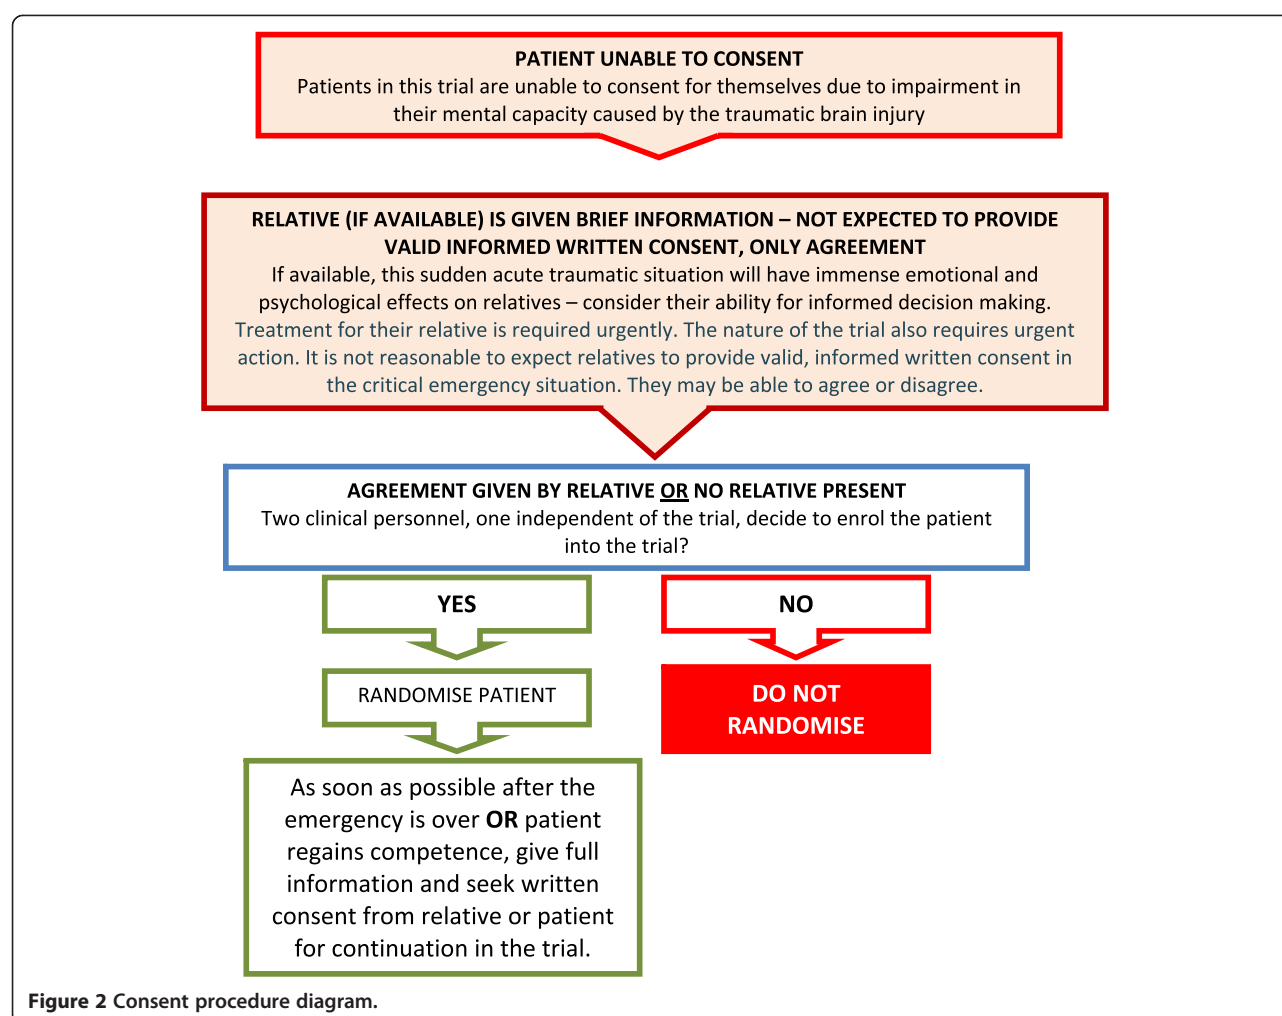 PATIENT UNABLE TO CONSENT
Patients in this trial are unable to consent for themselves due to impairment in
their mental capacity caused by the traumatic brain injury
RELATIVE (IF AVAILABLE) IS GIVEN BRIEF INFORMATION – NOT EXPECTED TO PROVIDE
VALID INFORMED WRITTEN CONSENT, ONLY AGREEMENT
If available, this sudden acute traumatic situation will have immense emotional and
psychological effects on relatives – consider their ability for informed decision making.
Treatment for their relative is required urgently. The nature of the trial also requires urgent
action. It is not reasonable to expect relatives to provide valid, informed written consent in
the critical emergency situation. They may be able to agree or disagree.
AGREEMENT GIVEN BY RELATIVE OR NO RELATIVE PRESENT
Two clinical personnel, one independent of the trial, decide to enrol the patient
into the trial?
YES
NO
RANDOMISE PATIENT
DO NOT
RANDOMISE
As soon as possible after the
emergency is over OR patient
regains competence, give full
information and seek written
consent from relative or patient
for continuation in the trial.
Figure 2 Consent procedure diagram.